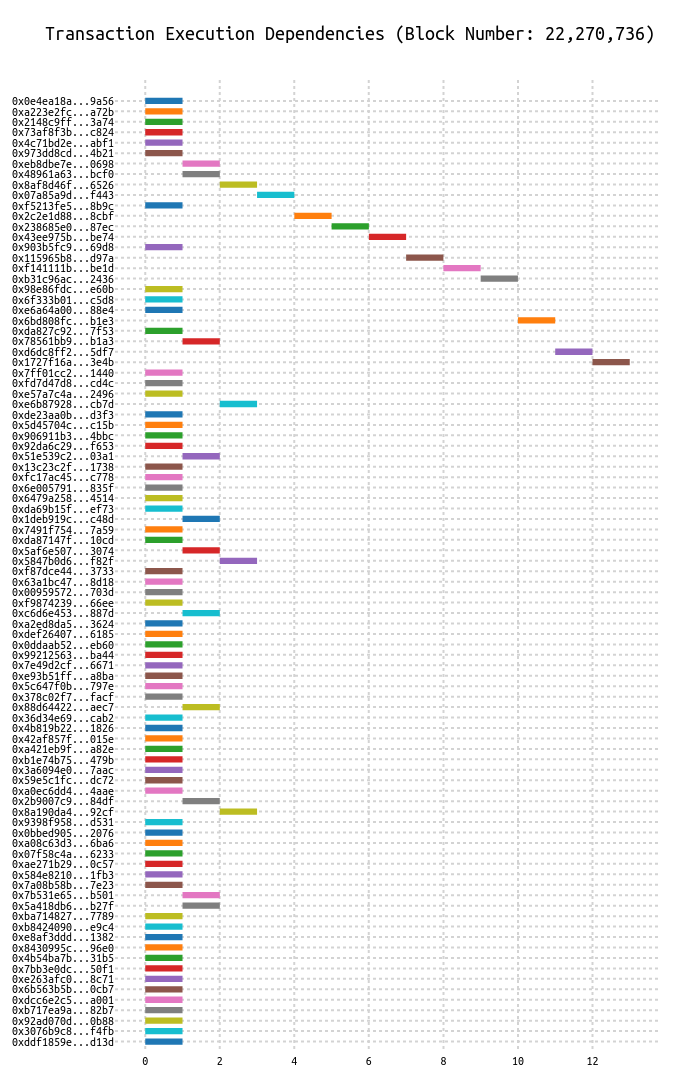 Transaction Execution Dependencies (Block Number: 22,270,736)
0x0e4ea18a...9a56
0xa223e2fc...a72b
0x2148c9ff...3a74
0x73af8f3b...c824
0x4c71bd2e...abf1
0x973dd8cd...4b21
0xeb8dbe7e...0698
0x48961a63...bcf0
0x8af8d46f...6526
0x07a85a9d...f443
0xf5213fe5...8b9c
0x2c2e1d88...8cbf
0x238685e0...87ec
0x43ee975b...be74
0x903b5fc9...69d8
0x115965b8...d97a
0xf141111b...be1d
0xb31c96ac...2436
0x98e86fdc...e60b
0x6f333b01...c5d8
0xe6a64a00...88e4
0x6bd808fc...b1e3
0xda827c92...7f53
0x78561bb9...b1a3
0xd6dc8ff2...5df7
0x1727f16a...3e4b
0x7ff01cc2...1440
0xfd7d47d8...cd4c
0xe57a7c4a...2496
0xe6b87928...cb7d
0xde23aa0b...d3f3
0x5d45704c...c15b
0x906911b3...4bbc
0x92da6c29...f653
0x51e539c2...03a1
0x13c23c2f...1738
0xfc17ac45...c778
0x6e005791...835f
0x6479a258...4514
0xda69b15f...ef73
0x1deb919c...c48d
0x7491f754...7a59
0xda87147f...10cd
0x5af6e507...3074
0x5847b0d6...f82f
0xf87dce44...3733
0x63a1bc47...8d18
0x00959572...703d
0xf9874239...66ee
0xc6d6e453...887d
0xa2ed8da5...3624
0xdef26407...6185
0x0ddaab52...eb60
0x99212563...ba44
0x7e49d2cf...6671
0xe93b51ff...a8ba
0x5c647f0b...797e
0x378c02f7...facf
0x88d64422...aec7
0x36d34e69...cab2
0x4b819b22...1826
0x42af857f...015e
0xa421eb9f...a82e
0xb1e74b75...479b
0x3a6094e0...7aac
0x59e5c1fc...dc72
0xa0ec6dd4...4aae
0x2b9007c9...84df
0x8a190da4...92cf
0x9398f958...d531
0x0bbed905...2076
0xa08c63d3...6ba6
0x07f58c4a...6233
0xae271b29...0c57
0x584e8210...1fb3
0x7a08b58b...7e23
0x7b531e65...b501
0x5a418db6...b27f
0xba714827...7789
0xb8424090...e9c4
0xe8af3ddd...1382
0x8430995c...96e0
0x4b54ba7b...31b5
0x7bb3e0dc...50f1
0xe263afc0...8c71
0x6b563b5b...0cb7
0xdcc6e2c5...a001
0xb717ea9a...82b7
0x92ad070d...0b88
0x3076b9c8...f4fb
0xddf1859e...d13d
0 2 4 6 8 10 12